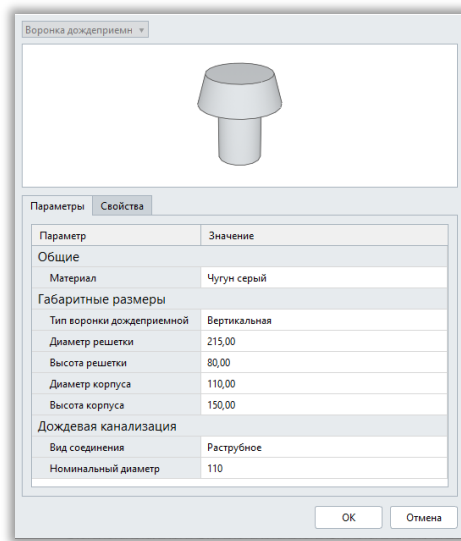 Воронка дождеприемн
Параметры Свойства
Параметр Значение
Общие
Материал Чугун серый
Габаритные размеры
Тип воронки дождеприемной Вертикальная
Диаметр решетки 215,00
Высота решетки 80,00
Диаметр корпуса 110,00
Высота корпуса 150,00
Дождевая канализация
Вид соединения Раструбное
Номинальный диаметр 110
ОК Отмена